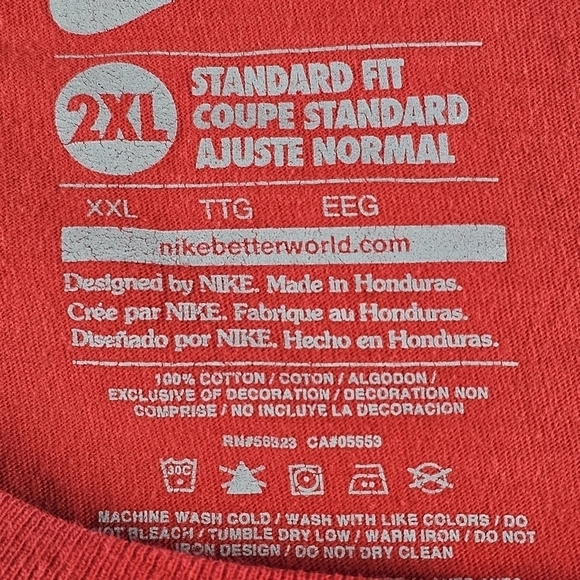 2XL
STANDARD FIT
COUPE STANDARD
AJUSTE NORMAL
XXL TTG EEG
nikebetterworld.com
Designed by NIKE. Made in Honduras.
Crée par NIKE. Fabrique au Honduras.
Diseñado por NIKE. Hecho en Honduras.
100% COTTON / COTON / ALGODON /
EXCLUSIVE OF DECORATION / DECORATION NON
COMPRISE / NO INCLUYE LA DECORACION
RN#56323 CA#05553
30C
MACHINE WASH COLD / WASH WITH LIKE COLORS / DO
NOT BLEACH / TUMBLE DRY LOW / WARM IRON / DO NOT
IRON DESIGN / DO NOT DRY CLEAN